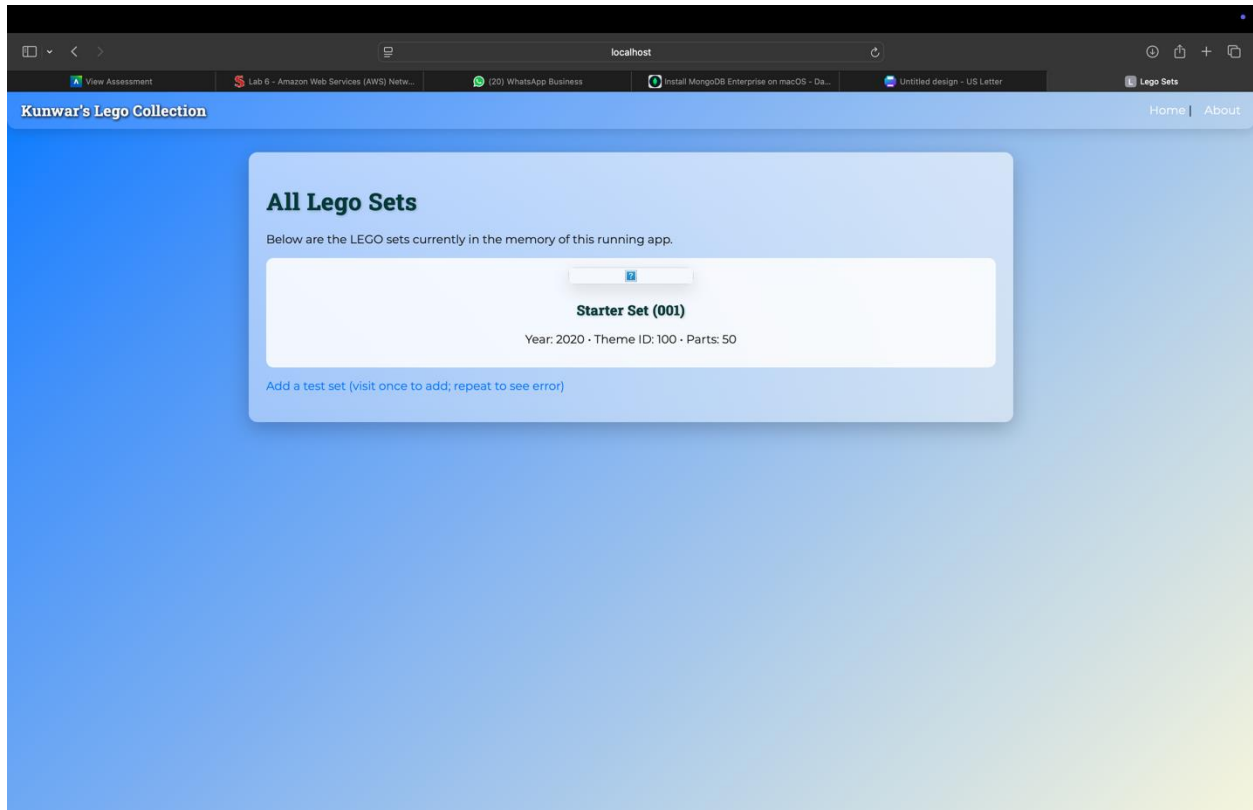 localhost
View Assessment
Lab 6 - Amazon Web Services (AWS) Netw...
(20) WhatsApp Business
Install MongoDB Enterprise on macOS - Da...
Untitled design - US Letter
L Lego Sets
Kunwar's Lego Collection
Home | About
All Lego Sets
Below are the LEGO sets currently in the memory of this running app.
?
Starter Set (001)
Year: 2020 · Theme ID: 100 · Parts: 50
Add a test set (visit once to add; repeat to see error)